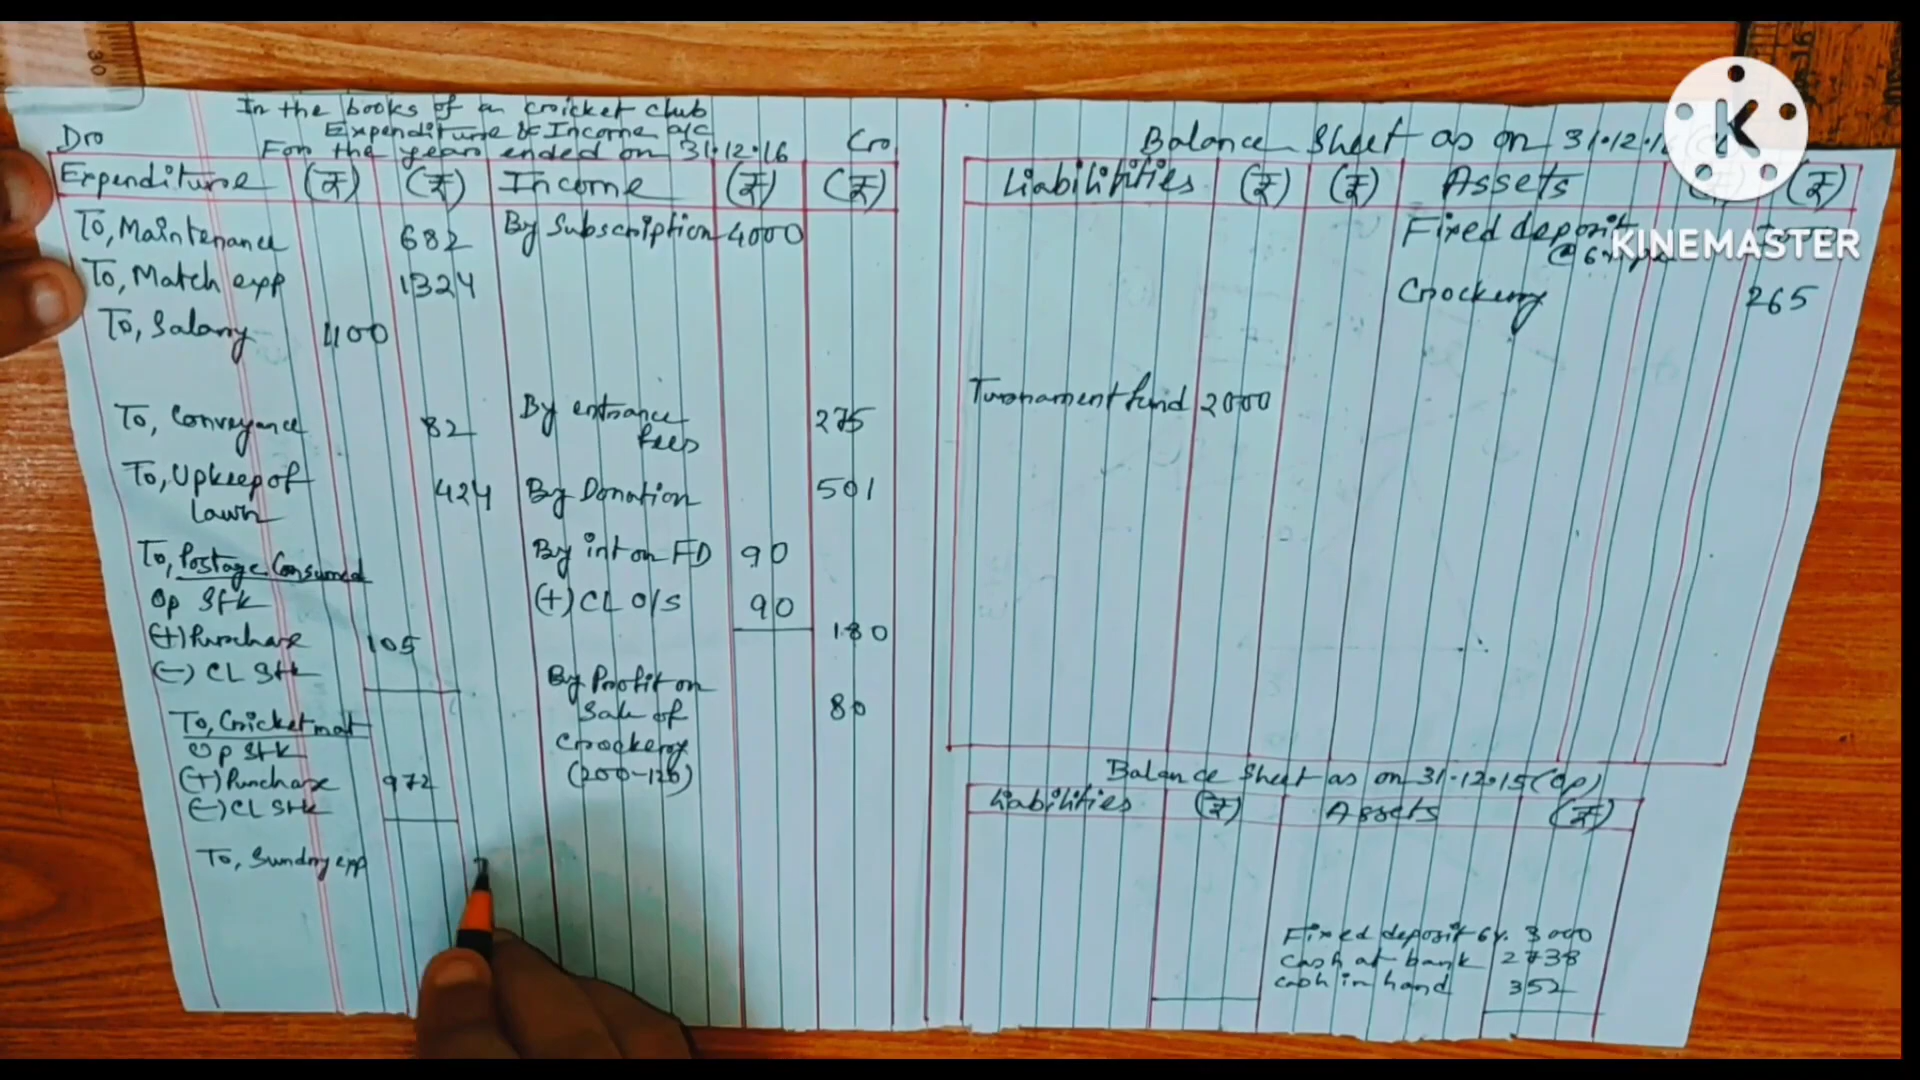 In the books of an cricket club
Expenditure & Income a/c
For the year ended on 31.12.16
Dr
Cr
Expenditure (₹) (₹) Income (₹) (₹)
To, Maintenance 682 By Subscription 4000
To, Match exp 1324
To, Salary 400
To, Conveyance 82 By entrance fees 275
To, Upkeep of Lawn 424 By Donation 501
To, Postage Consumed By int on FD 90
Op Stk (+) CL O/S 90
(+) Purchase 105 180
(-) CL Stk By Profit on
To, Cricket mat Sale of 80
Op Stk Crockery
(+) Purchase 972 (200-120)
(-) CL Stk
To, Sundry exp
Balance Sheet as on 31.12.16
Liabilities (₹) (₹) Assets (₹) (₹)
Fixed deposit
@ 6%
Crockery 265
Tournament fund 2000
Balance Sheet as on 31.12.15 (Op)
Liabilities (₹) Assets (₹)
Fixed deposit 6% 3000
Cash at bank 2738
Cash in hand 352
K
KINEMASTER
30